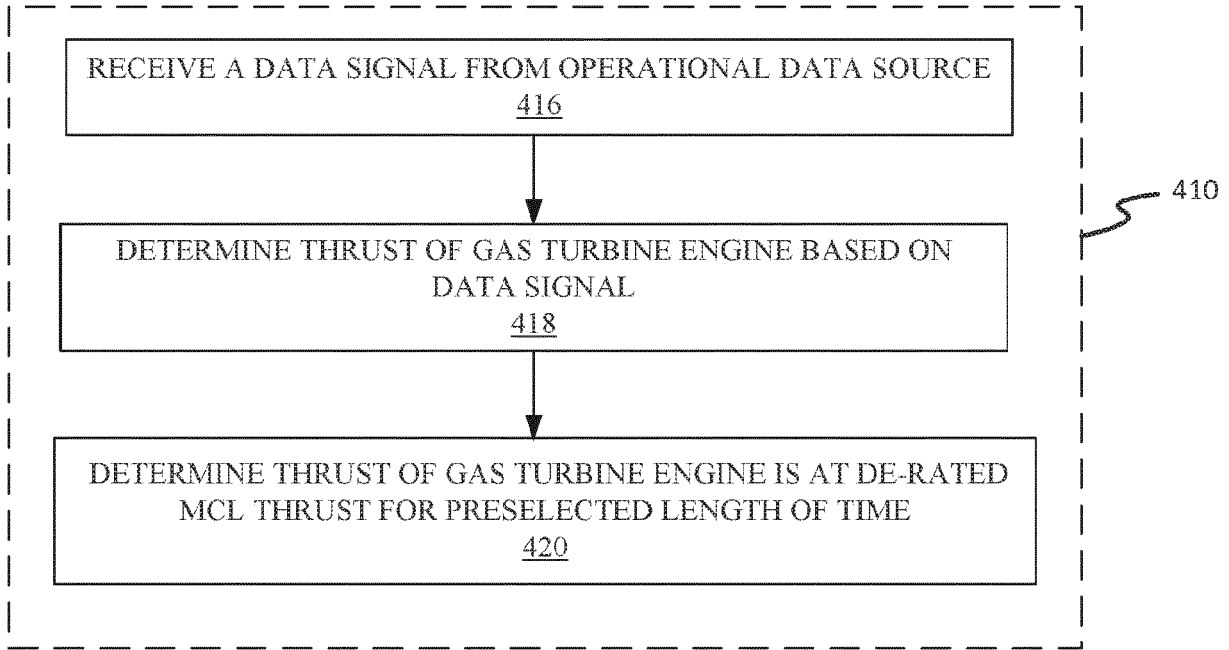 RECEIVE A DATA SIGNAL FROM OPERATIONAL DATA SOURCE
416
410
DETERMINE THRUST OF GAS TURBINE ENGINE BASED ON
DATA SIGNAL
418
DETERMINE THRUST OF GAS TURBINE ENGINE IS AT DE-RATED
MCL THRUST FOR PRESELECTED LENGTH OF TIME
420